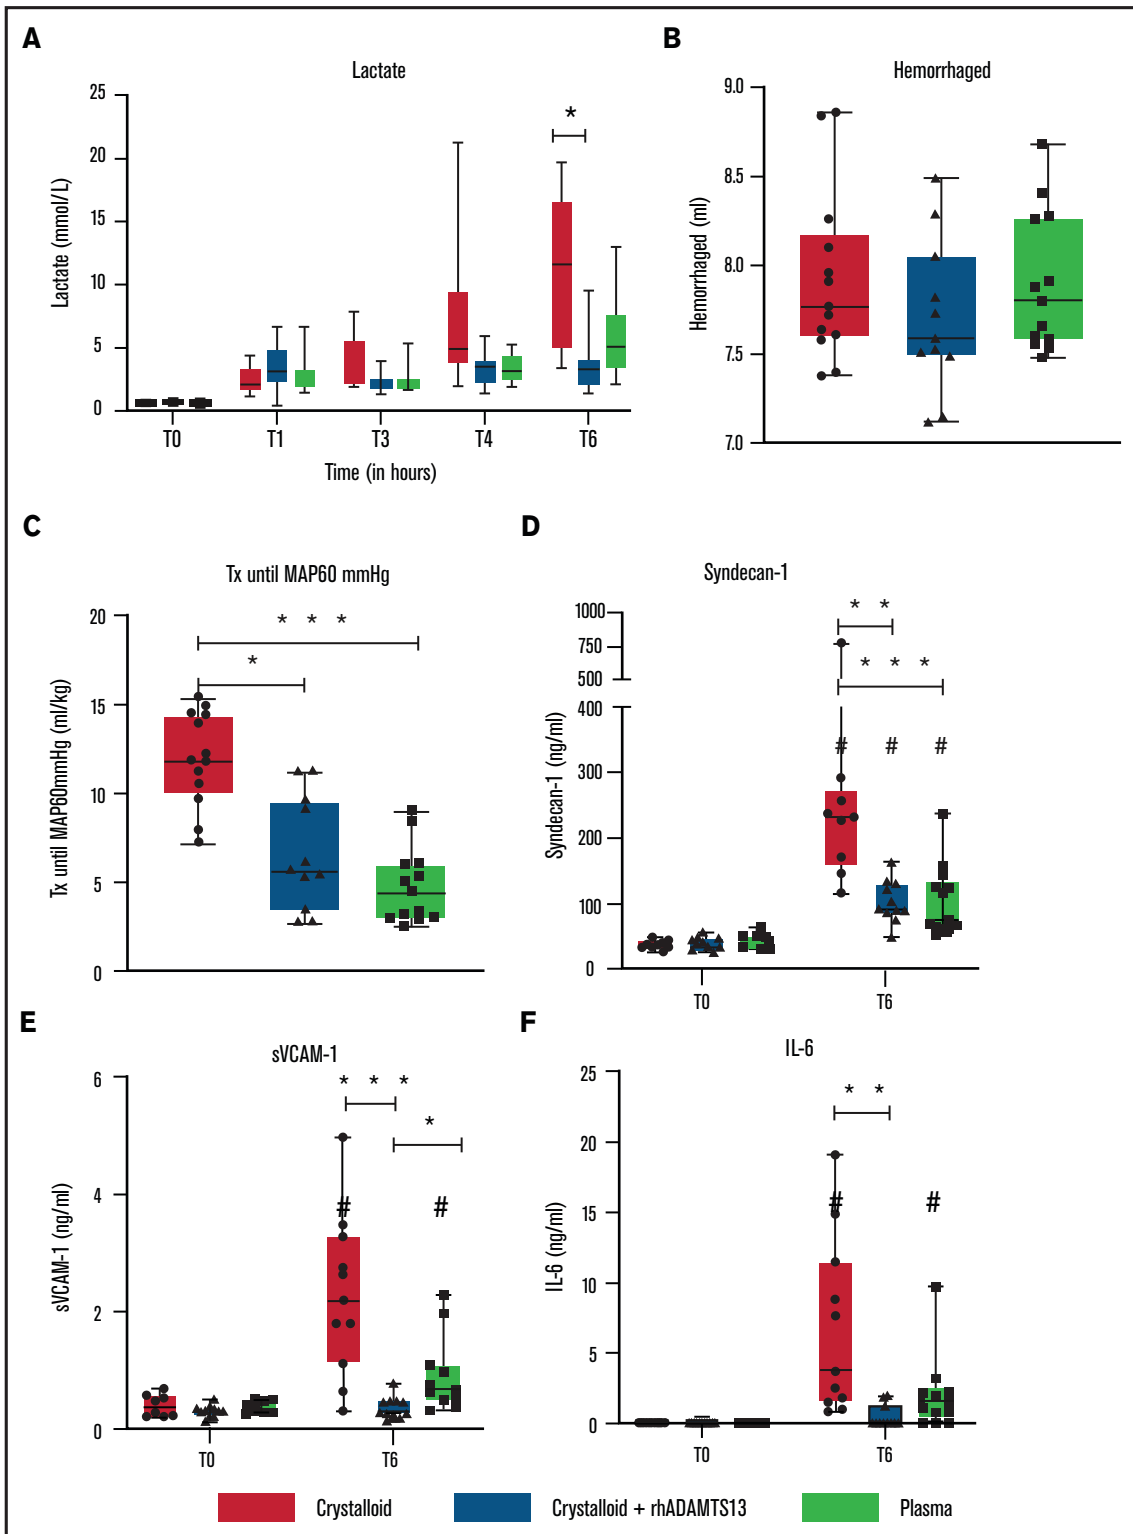 A
Lactate
Lactate (mmol/L)
25
20
15
10
5
0
*
T0 T1 T3 T4 T6
Time (in hours)
B
Hemorrhaged
Hemorrhaged (ml)
9.0
8.5
8.0
7.5
7.0
C
Tx until MAP60 mmHg
Tx until MAP60mmHg (ml/kg)
20
15
10
5
0
* * *
*
D
Syndecan-1
Syndecan-1 (ng/ml)
1000
750
500
400
300
200
100
0
* *
* * *
# # #
T0 T6
E
sVCAM-1
sVCAM-1 (ng/ml)
6
4
2
0
* * *
*
# #
T0 T6
F
IL-6
IL-6 (ng/ml)
25
20
15
10
5
0
* *
# #
T0 T6
Crystalloid Crystalloid + rhADAMTS13 Plasma